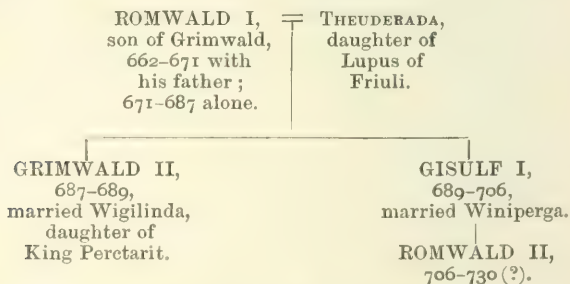 ROMWALD I,
son of Grimwald,
662–671 with
his father;
671–687 alone.
THEUDERADA,
daughter of
Lupus of
Friuli.
GRIMWALD II,
687–689,
married Wigilinda,
daughter of
King Perctarit.
GISULF I,
689–706,
married Winiperga.
ROMWALD II,
706–730 (?).